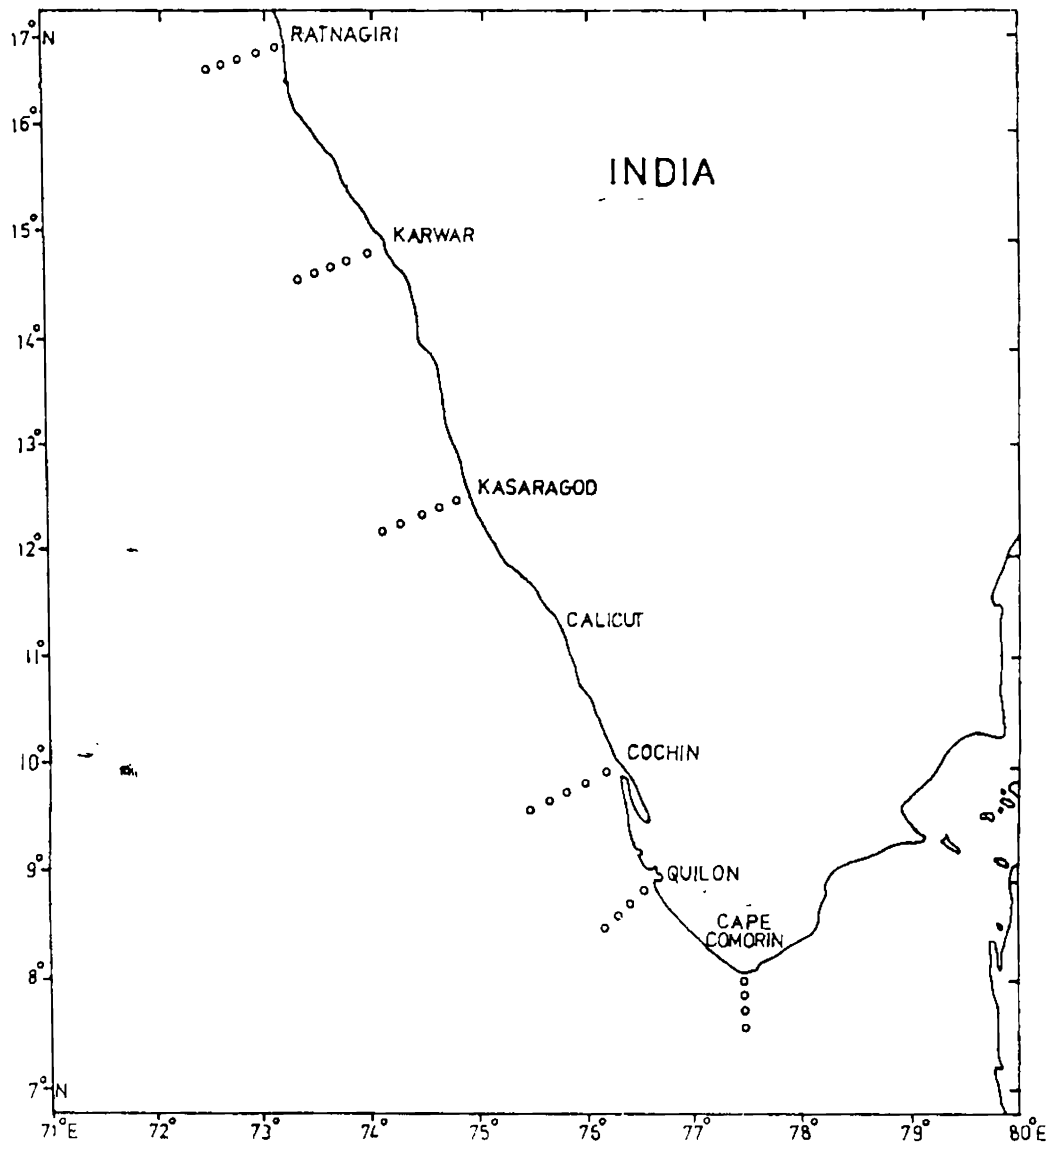 17° N
RATNAGIRI
16°
INDIA
15°
KARWAR
14°
13°
KASARAGOD
12°
CALICUT
11°
10°
COCHIN
9°
QUILON
CAPE
COMORIN
8°
7° N
71° E 72° 73° 74° 75° 76° 77° 78° 79° 80° E